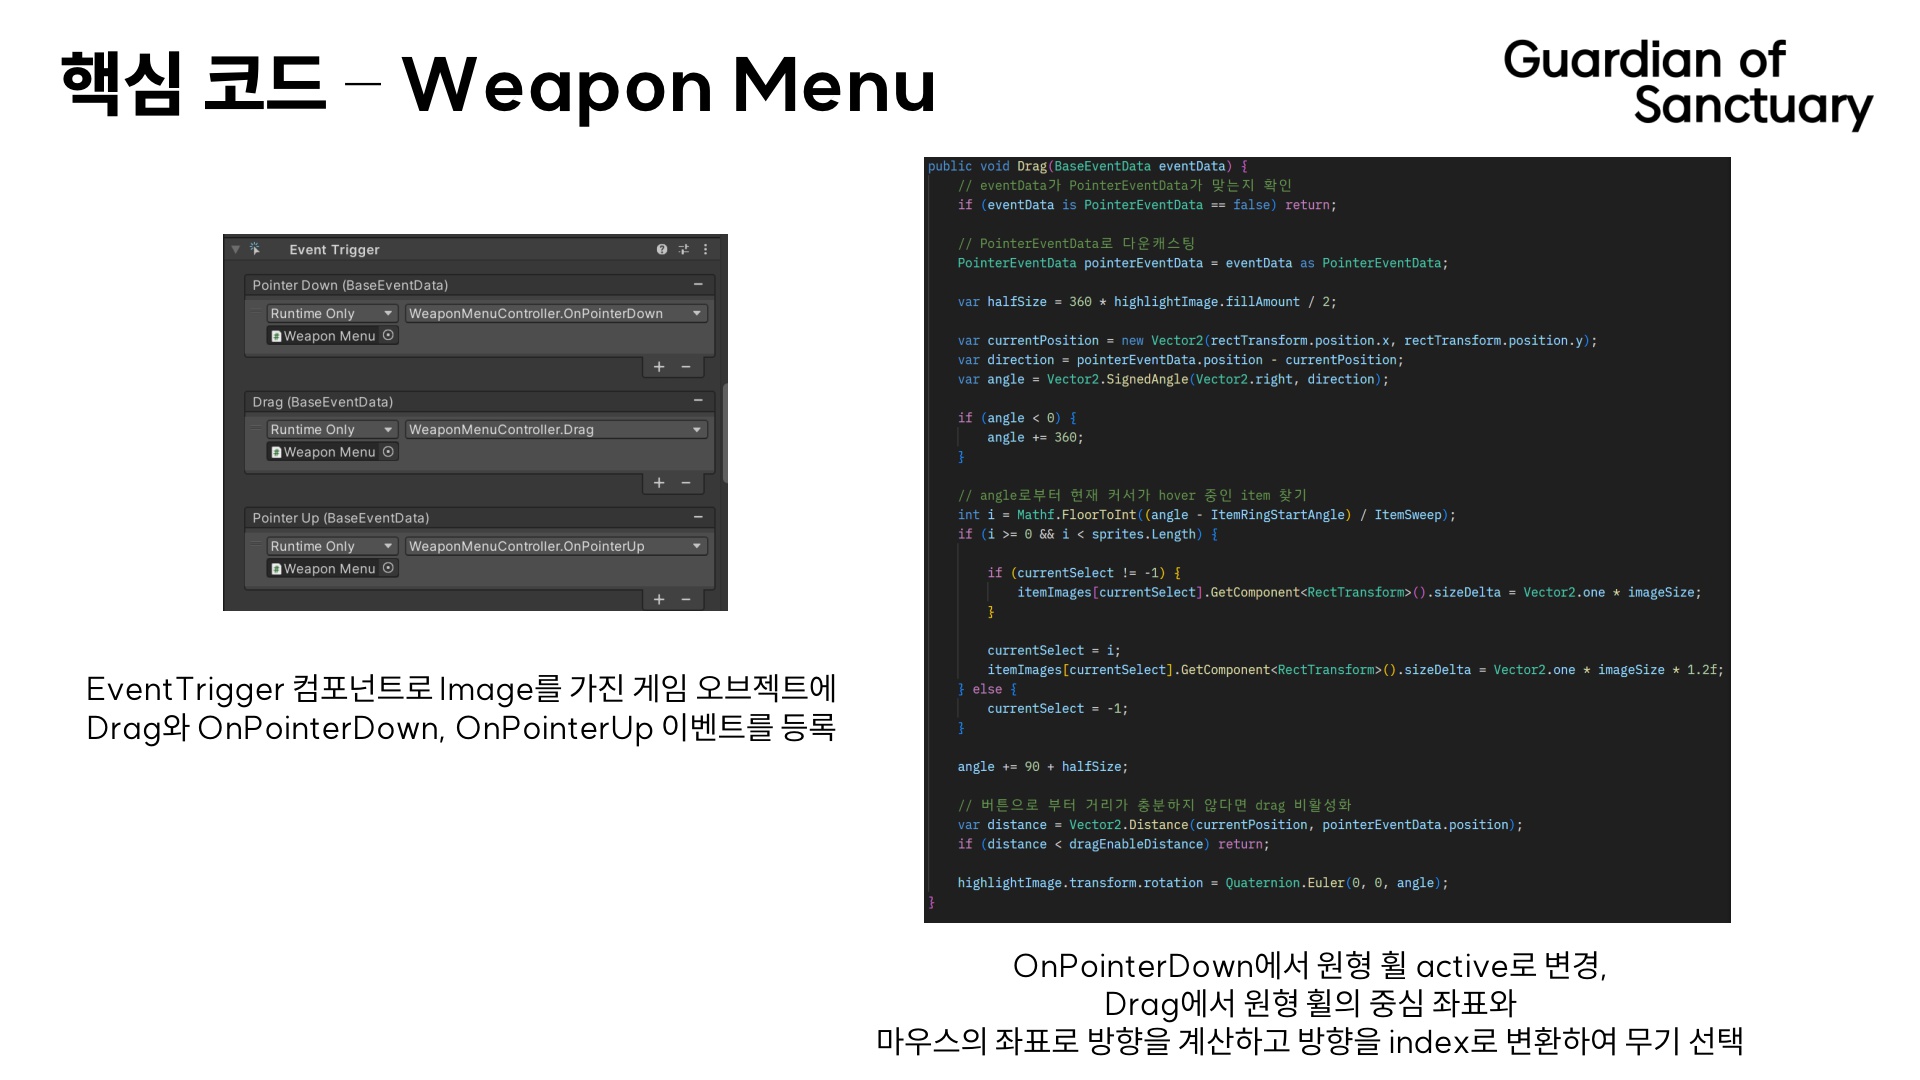 핵심 코드 – Weapon Menu
Guardian of
Sanctuary
Event Trigger
Pointer Down (BaseEventData)
Runtime Only
WeaponMenuController.OnPointerDown
Weapon Menu
Drag (BaseEventData)
Runtime Only
WeaponMenuController.Drag
Weapon Menu
Pointer Up (BaseEventData)
Runtime Only
WeaponMenuController.OnPointerUp
Weapon Menu
EventTrigger 컴포넌트로 Image를 가진 게임 오브젝트에
Drag와 OnPointerDown, OnPointerUp 이벤트를 등록
public void Drag(BaseEventData eventData) {
// eventData가 PointerEventData가 맞는지 확인
if (eventData is PointerEventData == false) return;
// PointerEventData로 다운캐스팅
PointerEventData pointerEventData = eventData as PointerEventData;
var halfSize = 360 * highlightImage.fillAmount / 2;
var currentPosition = new Vector2(rectTransform.position.x, rectTransform.position.y);
var direction = pointerEventData.position - currentPosition;
var angle = Vector2.SignedAngle(Vector2.right, direction);
if (angle < 0) {
angle += 360;
}
// angle로부터 현재 커서가 hover 중인 item 찾기
int i = Mathf.FloorToInt((angle - ItemRingStartAngle) / ItemSweep);
if (i >= 0 && i < sprites.Length) {
if (currentSelect != -1) {
itemImages[currentSelect].GetComponent<RectTransform>().sizeDelta = Vector2.one * imageSize;
}
currentSelect = i;
itemImages[currentSelect].GetComponent<RectTransform>().sizeDelta = Vector2.one * imageSize * 1.2f;
} else {
currentSelect = -1;
}
angle += 90 + halfSize;
// 버튼으로 부터 거리가 충분하지 않다면 drag 비활성화
var distance = Vector2.Distance(currentPosition, pointerEventData.position);
if (distance < dragEnableDistance) return;
highlightImage.transform.rotation = Quaternion.Euler(0, 0, angle);
}
OnPointerDown에서 원형 휠 active로 변경,
Drag에서 원형 휠의 중심 좌표와
마우스의 좌표로 방향을 계산하고 방향을 index로 변환하여 무기 선택